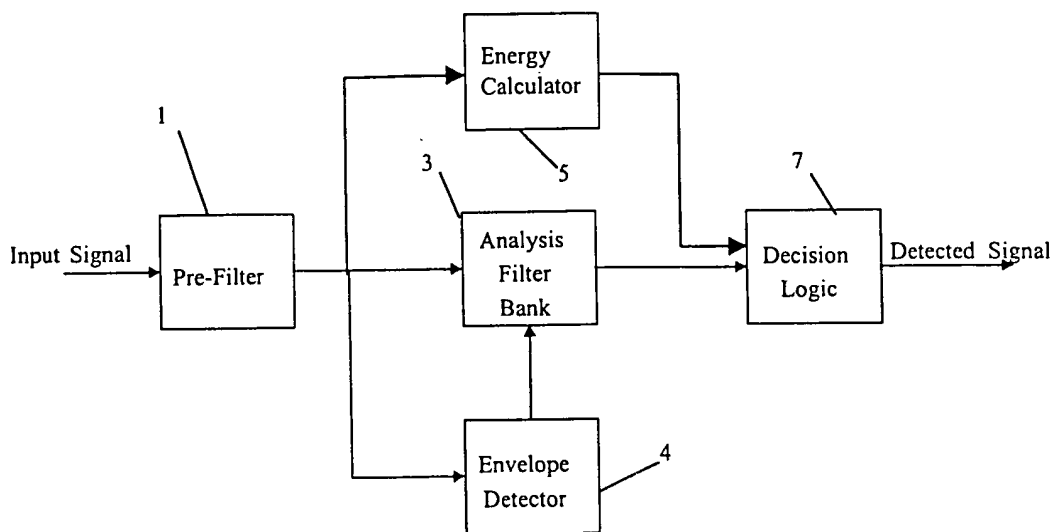 Energy
Calculator
1
5
3
7
Input Signal
Pre-Filter
Analysis
Filter
Bank
Decision
Logic
Detected Signal
Envelope
Detector
4